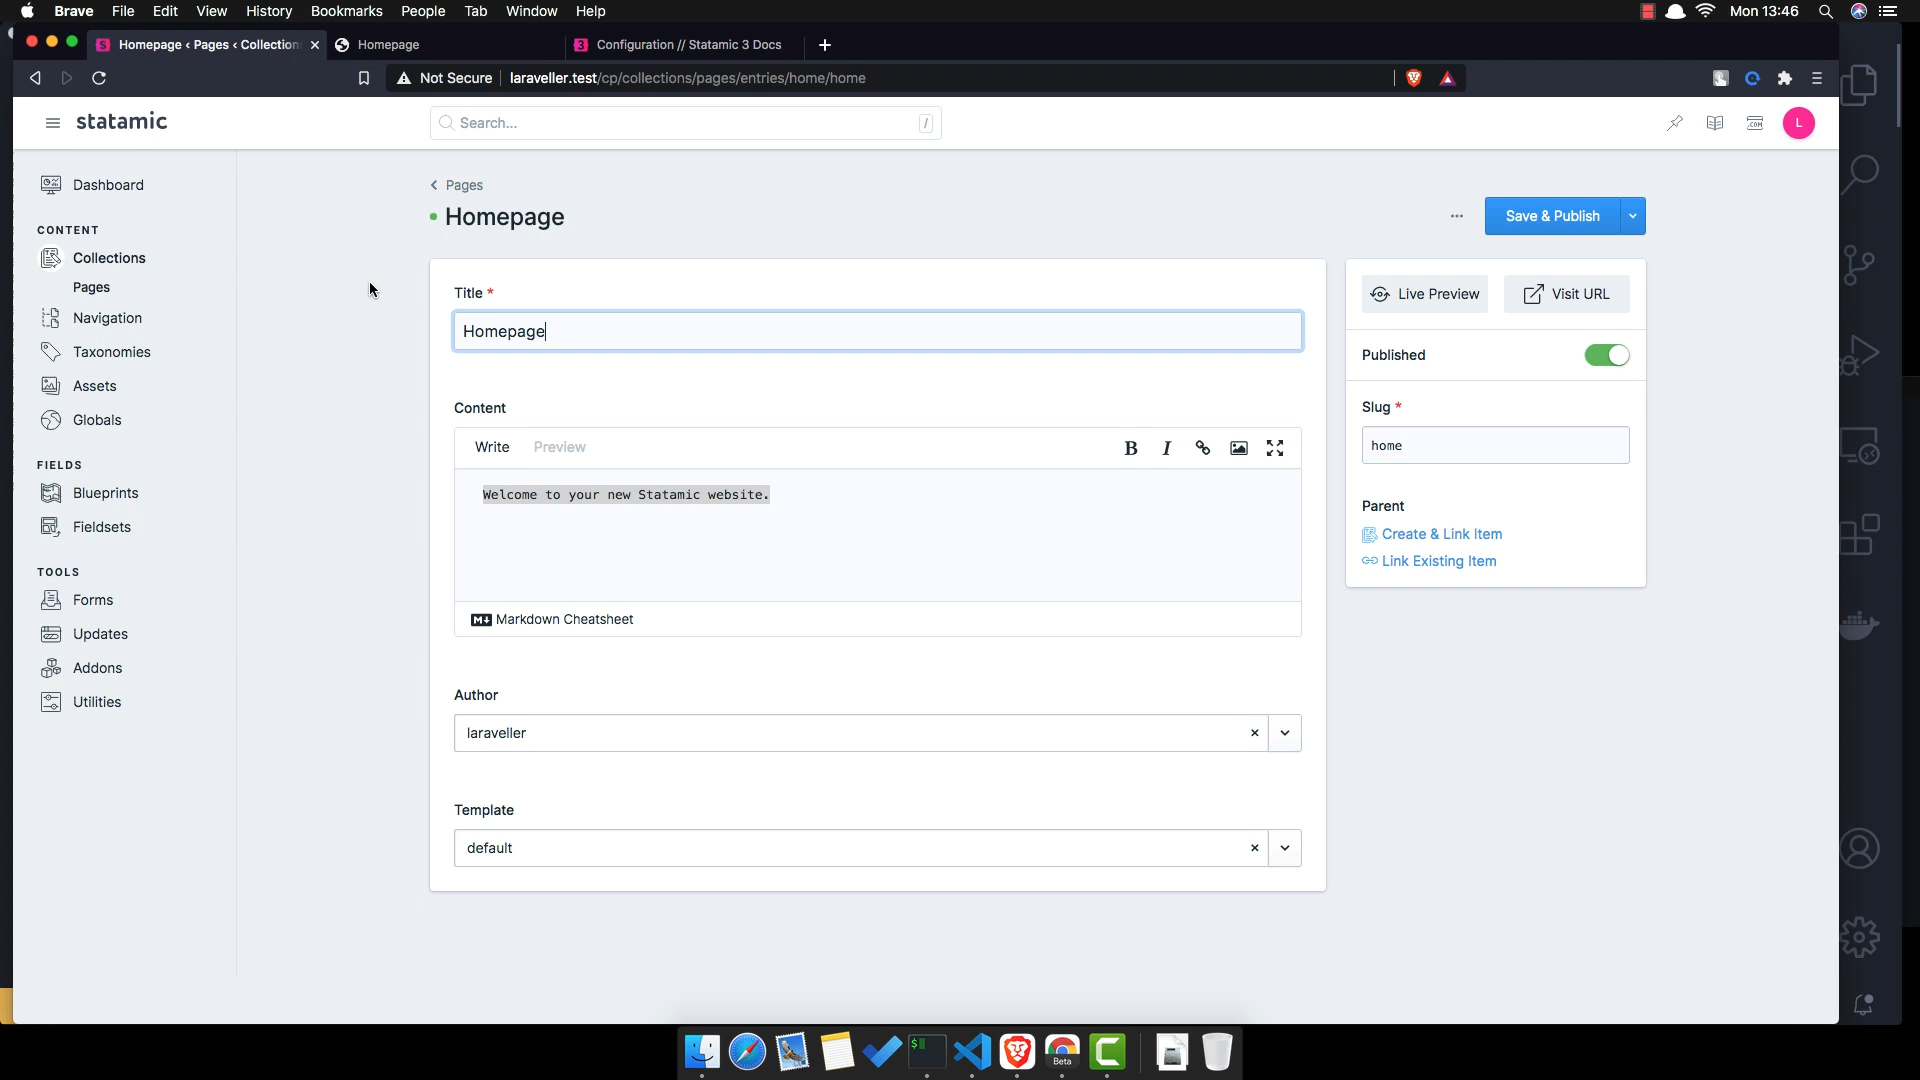 Brave File Edit View History Bookmarks People Tab Window Help
Mon 13:46
Homepage ‹ Pages ‹ Collection
Homepage
Configuration // Statamic 3 Docs
Not Secure
laraveller.test/cp/collections/pages/entries/home/home
statamic
Search...
/
.COM
L
Dashboard
CONTENT
Collections
Pages
Navigation
Taxonomies
Assets
Globals
FIELDS
Blueprints
Fieldsets
TOOLS
Forms
Updates
Addons
Utilities
Pages
Homepage
Save & Publish
Title *
Homepage
Content
Write
Preview
B
I
Welcome to your new Statamic website.
Markdown Cheatsheet
Author
laraveller
Template
default
Live Preview
Visit URL
Published
Slug *
home
Parent
Create & Link Item
Link Existing Item
Beta